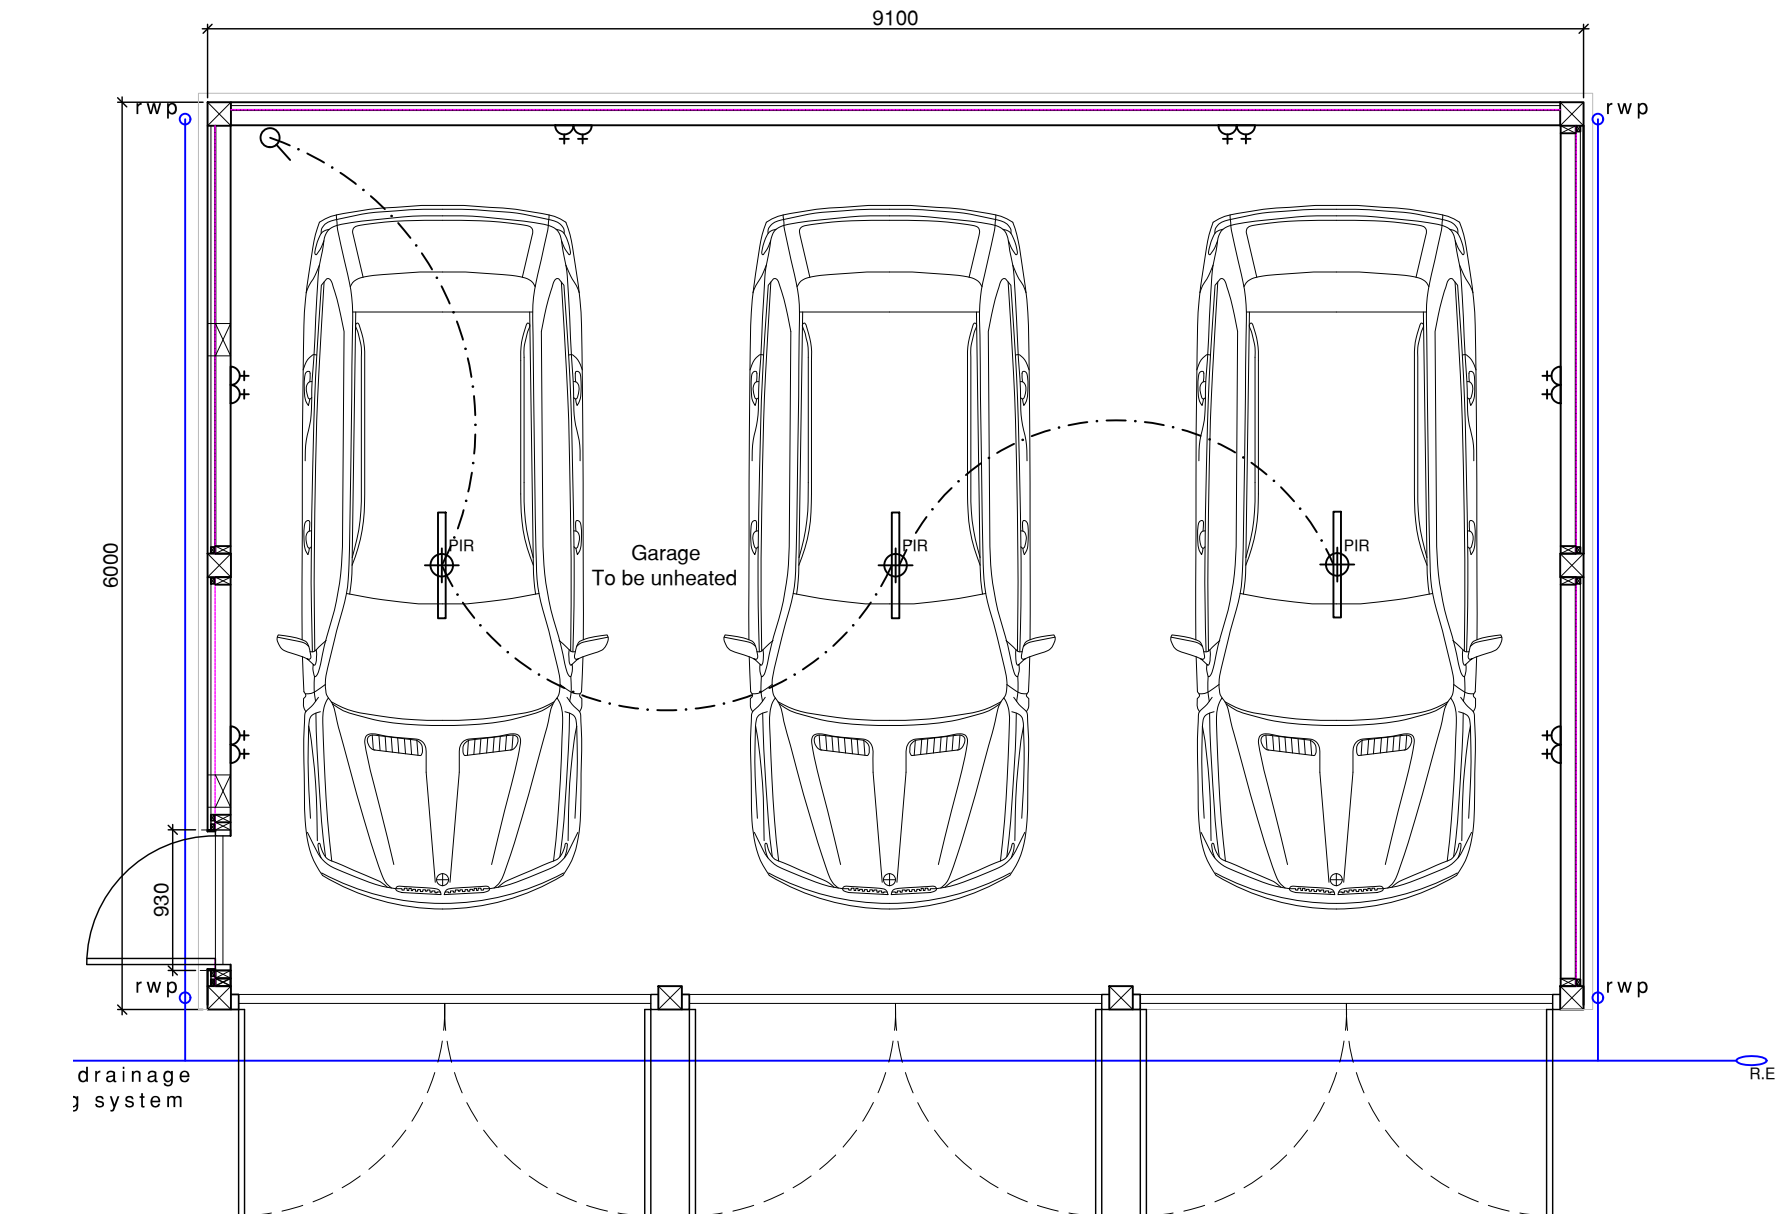 9100
rwp
rwp
PIR
PIR
PIR
Garage
To be unheated
6000
930
rwp
rwp
drainage
g system
R.E